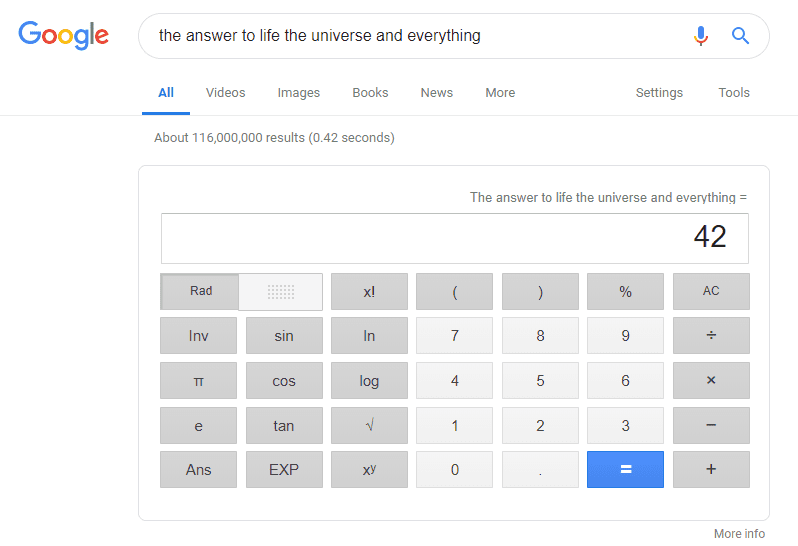 Google the answer to life the universe and everything
All Videos Images Books News More Settings Tools
About 116,000,000 results (0.42 seconds)
The answer to life the universe and everything =
42
Rad x! ( ) % AC
Inv sin ln 7 8 9 ÷
π cos log 4 5 6 ×
e tan √ 1 2 3 −
Ans EXP xʸ 0 . = +
More info